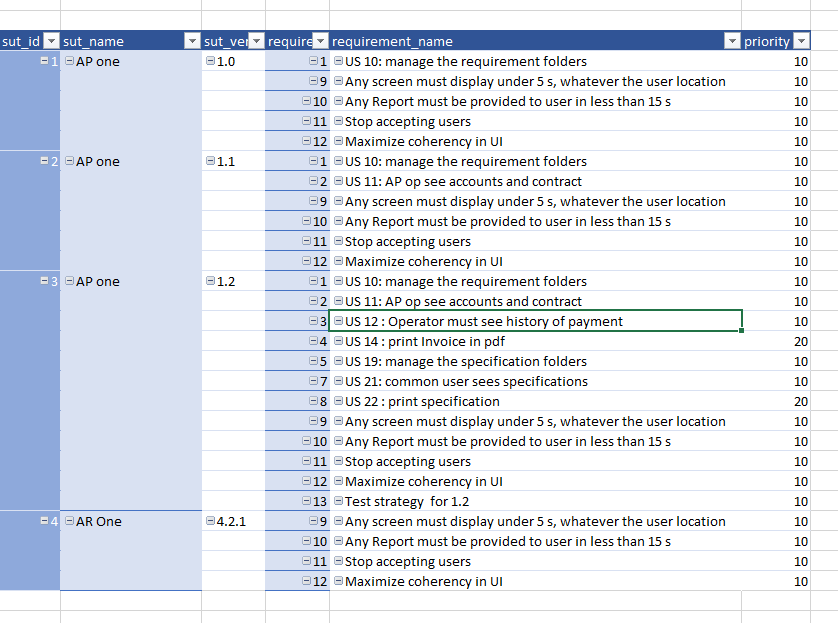 sut_id sut_name sut_ver require requirement_name priority
1 AP one 1.0 1 US 10: manage the requirement folders 10
9 Any screen must display under 5 s, whatever the user location 10
10 Any Report must be provided to user in less than 15 s 10
11 Stop accepting users 10
12 Maximize coherency in UI 10
2 AP one 1.1 1 US 10: manage the requirement folders 10
2 US 11: AP op see accounts and contract 10
9 Any screen must display under 5 s, whatever the user location 10
10 Any Report must be provided to user in less than 15 s 10
11 Stop accepting users 10
12 Maximize coherency in UI 10
3 AP one 1.2 1 US 10: manage the requirement folders 10
2 US 11: AP op see accounts and contract 10
3 US 12 : Operator must see history of payment 10
4 US 14 : print Invoice in pdf 20
5 US 19: manage the specification folders 10
7 US 21: common user sees specifications 10
8 US 22 : print specification 20
9 Any screen must display under 5 s, whatever the user location 10
10 Any Report must be provided to user in less than 15 s 10
11 Stop accepting users 10
12 Maximize coherency in UI 10
13 Test strategy  for 1.2 10
4 AR One 4.2.1 9 Any screen must display under 5 s, whatever the user location 10
10 Any Report must be provided to user in less than 15 s 10
11 Stop accepting users 10
12 Maximize coherency in UI 10